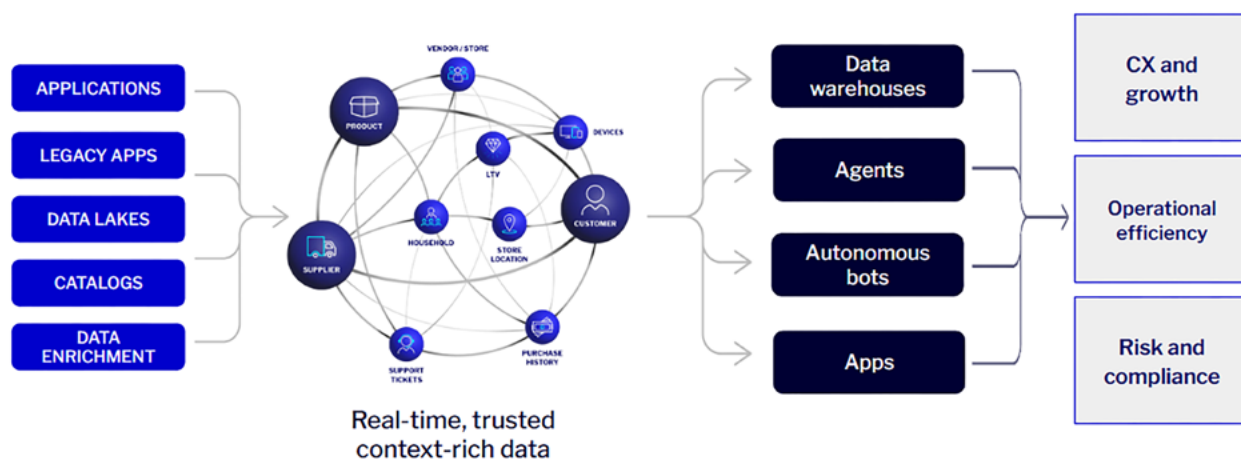 APPLICATIONS
LEGACY APPS
DATA LAKES
CATALOGS
DATA
ENRICHMENT
VENDOR / STORE
PRODUCT
DEVICES
LTV
CUSTOMER
HOUSEHOLD
STORE
LOCATION
SUPPLIER
PURCHASE
HISTORY
SUPPORT
TICKETS
Real-time, trusted
context-rich data
Data
warehouses
Agents
Autonomous
bots
Apps
CX and
growth
Operational
efficiency
Risk and
compliance